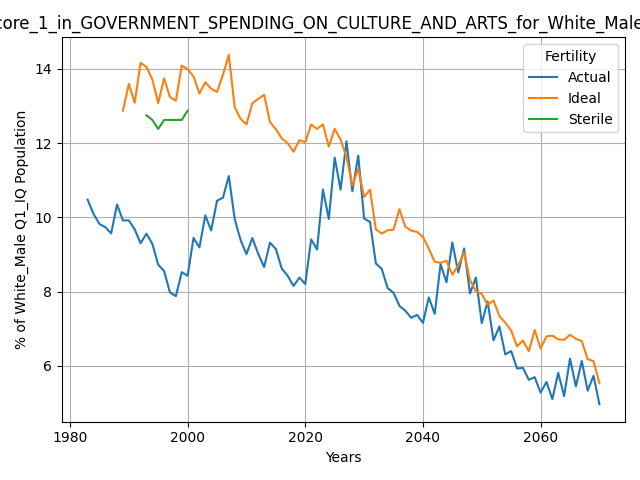 core_1_in_GOVERNMENT_SPENDING_ON_CULTURE_AND_ARTS_for_White_Male
Fertility
Actual
Ideal
Sterile
% of White_Male Q1_IQ Population
14
12
10
8
6
1980
2000
2020
2040
2060
Years